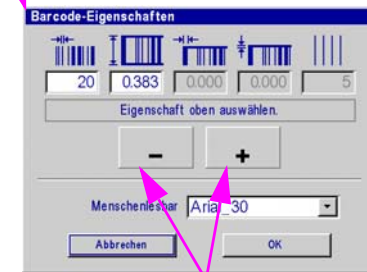 Barcode-Eigenschaften
20 0.383 0.000 0.000 5
Eigenschaft oben auswählen.
- +
Menschenlesbar Arial_30
Abbrechen OK